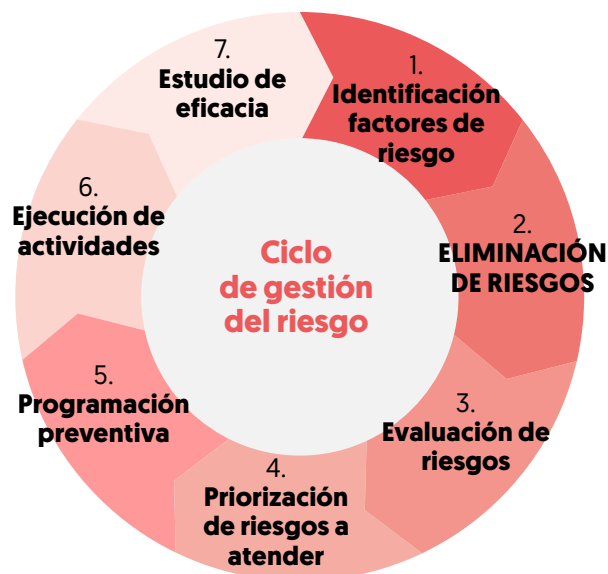 Ciclo
de gestión
del riesgo
1.
Identificación
factores de
riesgo
2.
ELIMINACIÓN
DE RIESGOS
3.
Evaluación de
riesgos
4.
Priorización
de riesgos a
atender
5.
Programación
preventiva
6.
Ejecución de
actividades
7.
Estudio de
eficacia